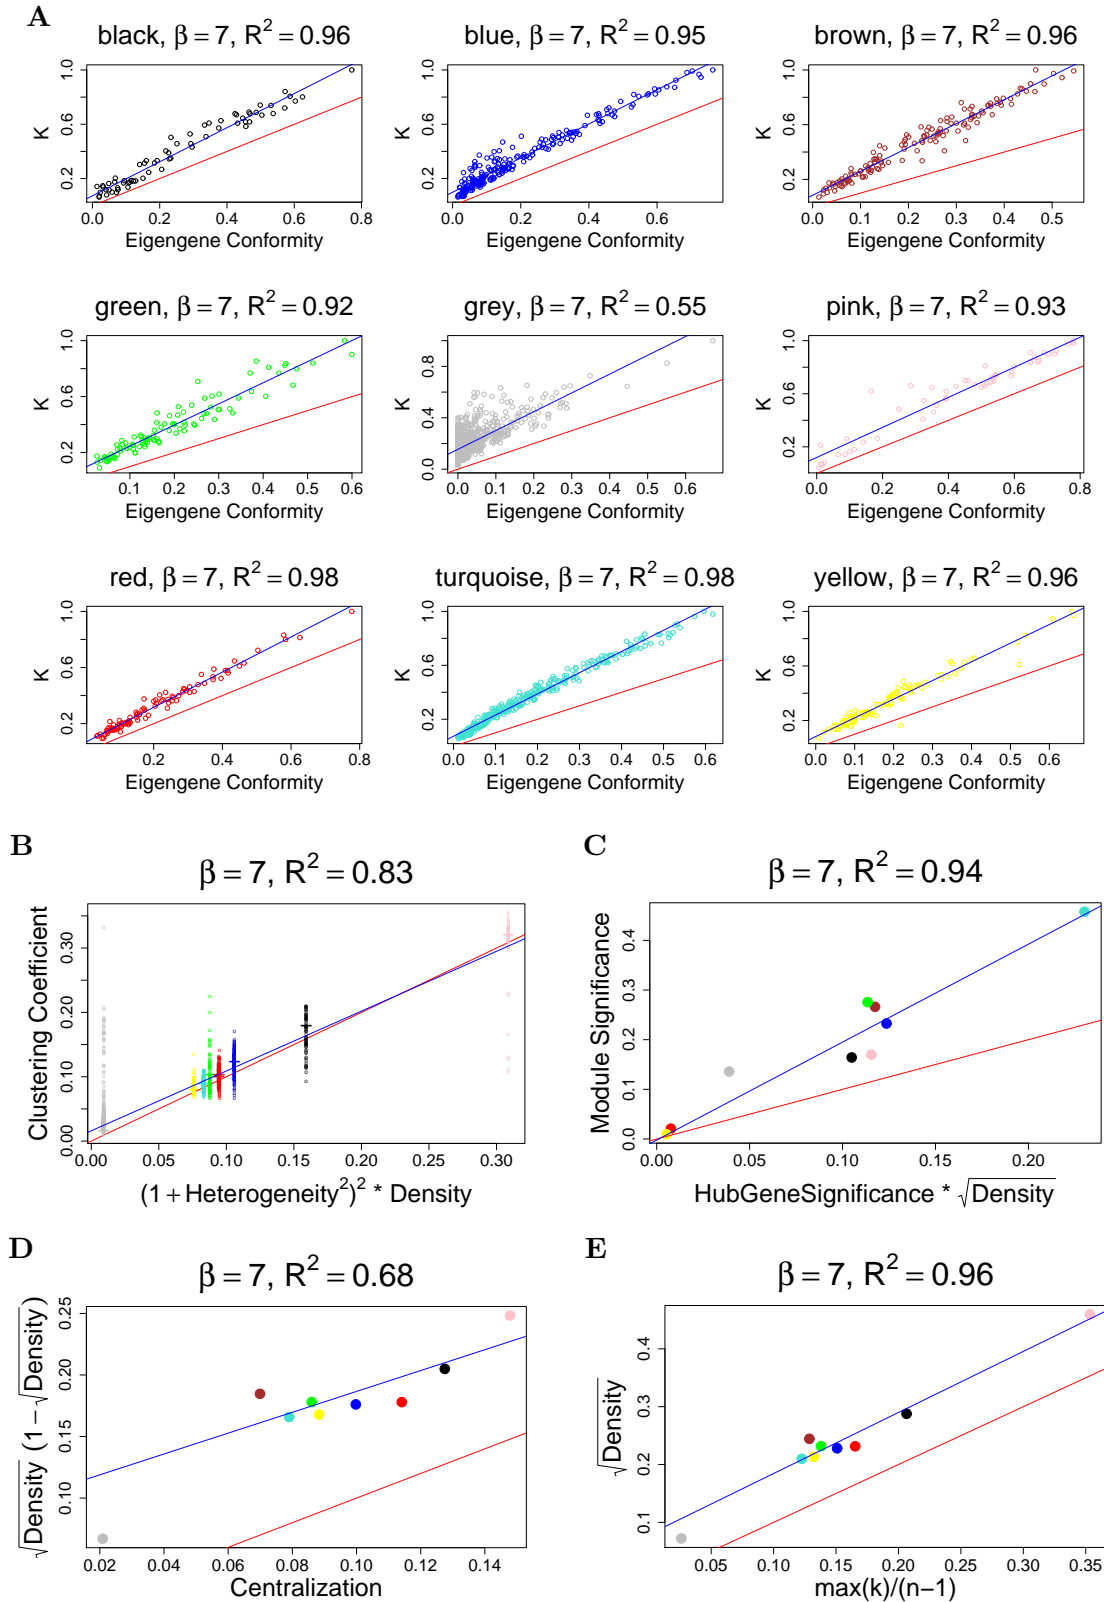 A
black, β = 7, R² = 0.96
blue, β = 7, R² = 0.95
brown, β = 7, R² = 0.96
K
0.2 0.6 1.0
0.0 0.2 0.4 0.6 0.8
Eigengene Conformity
K
0.2 0.6 1.0
0.0 0.1 0.2 0.3 0.4 0.5 0.6 0.7
Eigengene Conformity
K
0.2 0.6 1.0
0.0 0.1 0.2 0.3 0.4 0.5
Eigengene Conformity
green, β = 7, R² = 0.92
grey, β = 7, R² = 0.55
pink, β = 7, R² = 0.93
K
0.2 0.6 1.0
0.1 0.2 0.3 0.4 0.5 0.6
Eigengene Conformity
K
0.0 0.4 0.8
0.0 0.1 0.2 0.3 0.4 0.5 0.6
Eigengene Conformity
K
0.2 0.6 1.0
0.0 0.2 0.4 0.6 0.8
Eigengene Conformity
red, β = 7, R² = 0.98
turquoise, β = 7, R² = 0.98
yellow, β = 7, R² = 0.96
K
0.2 0.6 1.0
0.2 0.4 0.6 0.8
Eigengene Conformity
K
0.2 0.6 1.0
0.0 0.1 0.2 0.3 0.4 0.5 0.6
Eigengene Conformity
K
0.2 0.6 1.0
0.0 0.1 0.2 0.3 0.4 0.5 0.6
Eigengene Conformity
B
β = 7, R² = 0.83
Clustering Coefficient
0.00 0.10 0.20 0.30
0.00 0.05 0.10 0.15 0.20 0.25 0.30
(1 + Heterogeneity²)² * Density
C
β = 7, R² = 0.94
Module Significance
0.0 0.1 0.2 0.3 0.4
0.00 0.05 0.10 0.15 0.20
HubGeneSignificance * √Density
D
β = 7, R² = 0.68
√Density (1 − √Density)
0.10 0.15 0.20 0.25
0.02 0.04 0.06 0.08 0.10 0.12 0.14
Centralization
E
β = 7, R² = 0.96
√Density
0.1 0.2 0.3 0.4
0.05 0.10 0.15 0.20 0.25 0.30 0.35
max(k)/(n−1)